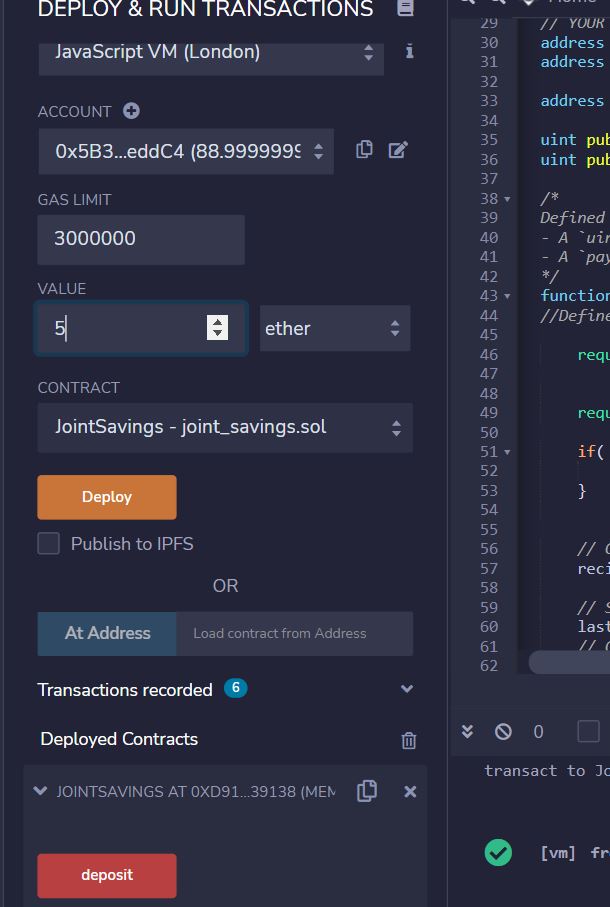 DEPLOY & RUN TRANSACTIONS
JavaScript VM (London)
ACCOUNT
0x5B3...eddC4 (88.9999999
GAS LIMIT
3000000
VALUE
5
ether
CONTRACT
JointSavings - joint_savings.sol
Deploy
Publish to IPFS
OR
At Address
Load contract from Address
Transactions recorded 6
Deployed Contracts
JOINTSAVINGS AT 0XD91...39138 (MEM
deposit
29 // YOUR
30 address
31 address
32
33 address
34
35 uint pub
36 uint pub
37
38 /*
39 Defined
40 - A `uin
41 - A `pay
42 */
43 function
44 //Define
45
46 requ
47
48
49 requ
50
51 if(
52
53 }
54
55
56 // C
57 reci
58
59 // S
60 last
61 // C
62
0
transact to Jo
[vm] fro